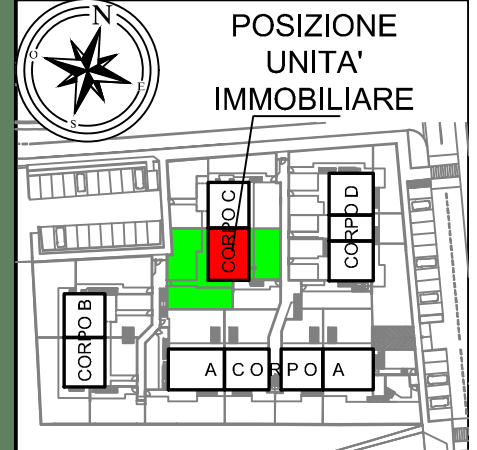 N
O
E
S
POSIZIONE
UNITA'
IMMOBILIARE
CORPO C
CORPO D
CORPO B
A CORPO A